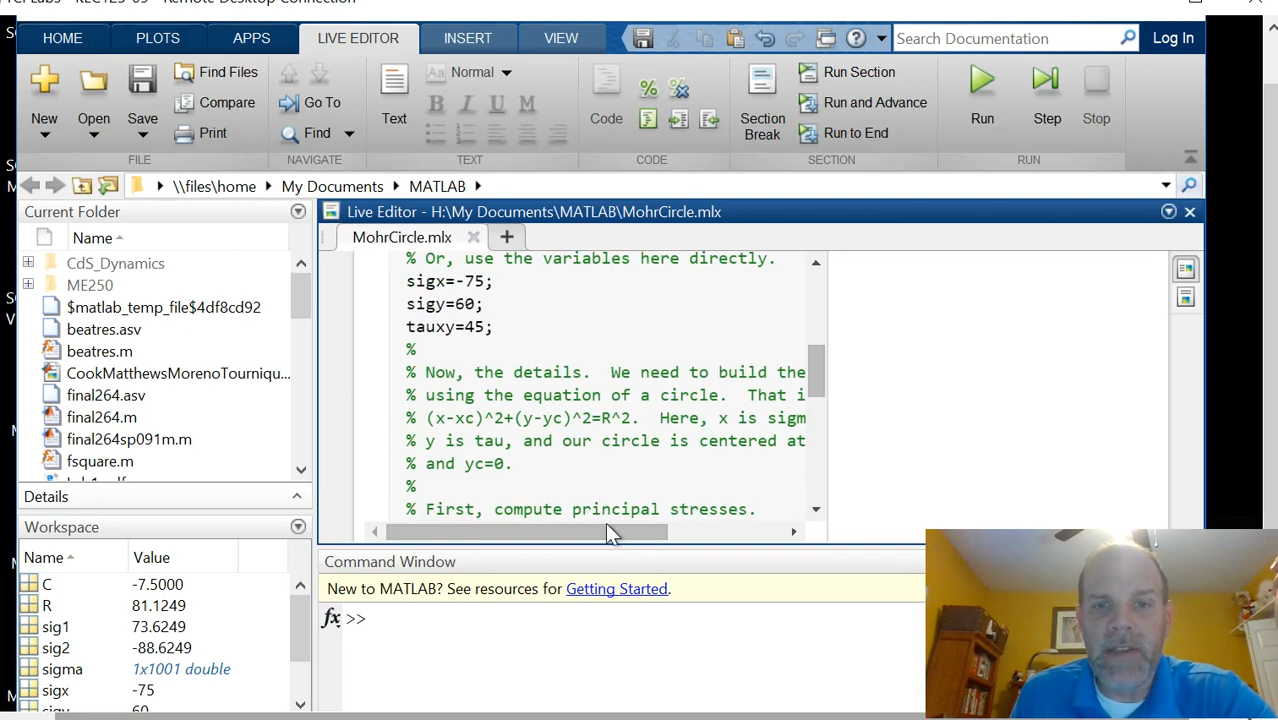 Remote Desktop Connection
HOME PLOTS APPS LIVE EDITOR INSERT VIEW Search Documentation Log In
New Open Save Find Files Compare Print Go To Find Text Normal B I U M Code Section Break Run Section Run and Advance Run to End Run Step Stop
FILE NAVIGATE TEXT CODE SECTION RUN
\\files\home My Documents MATLAB
Current Folder
Name
CdS_Dynamics
ME250
$matlab_temp_file$4df8cd92
beatres.asv
beatres.m
CookMatthewsMorenoTourniqu...
final264.asv
final264.m
final264sp091m.m
fsquare.m
Details
Workspace
Name Value
C -7.5000
R 81.1249
sig1 73.6249
sig2 -88.6249
sigma 1x1001 double
sigx -75
Live Editor - H:\My Documents\MATLAB\MohrCircle.mlx
MohrCircle.mlx
% Or, use the variables here directly.
sigx=-75;
sigy=60;
tauxy=45;
%
% Now, the details. We need to build the
% using the equation of a circle. That i
% (x-xc)^2+(y-yc)^2=R^2. Here, x is sigm
% y is tau, and our circle is centered at
% and yc=0.
%
% First, compute principal stresses.
Command Window
New to MATLAB? See resources for Getting Started.
fx >>